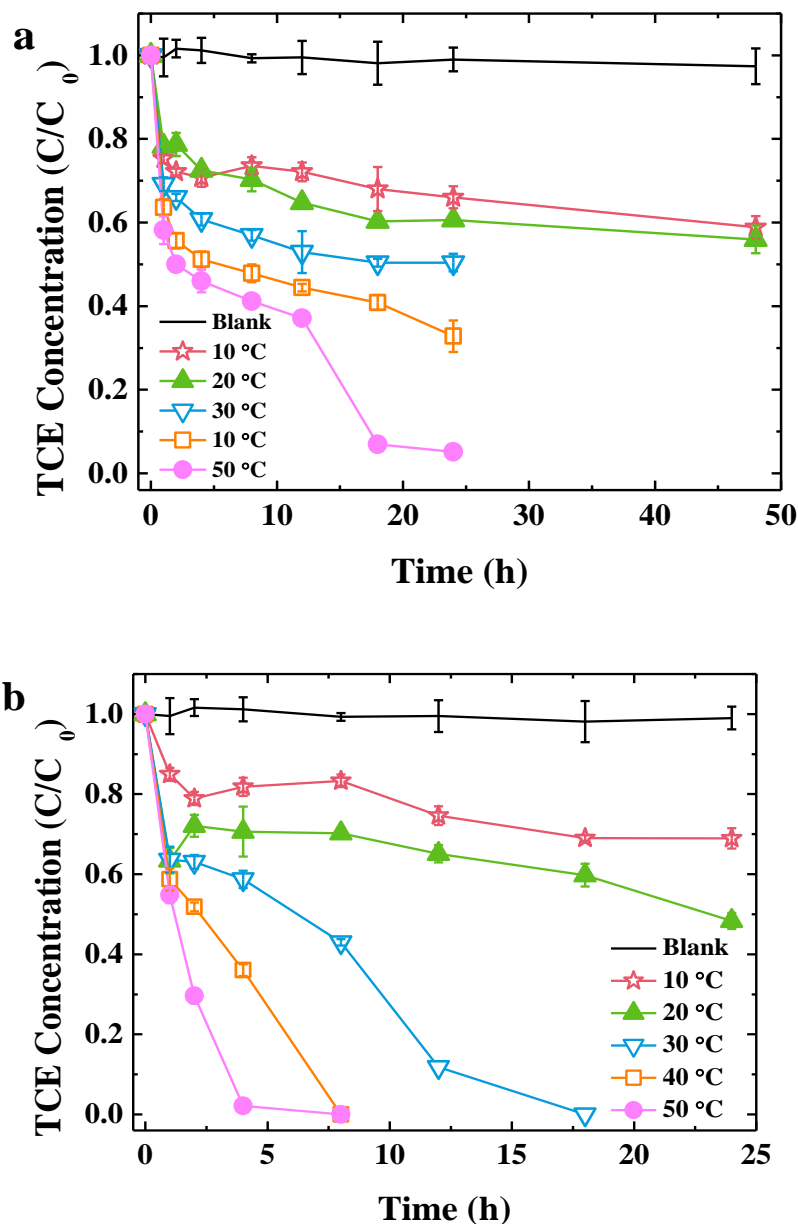 a
TCE Concentration (C/C 0)
1.0
0.8
0.6
0.4
0.2
0.0
Blank
10 °C
20 °C
30 °C
10 °C
50 °C
0 10 20 30 40 50
Time (h)
b
TCE Concentration (C/C 0)
1.0
0.8
0.6
0.4
0.2
0.0
Blank
10 °C
20 °C
30 °C
40 °C
50 °C
0 5 10 15 20 25
Time (h)